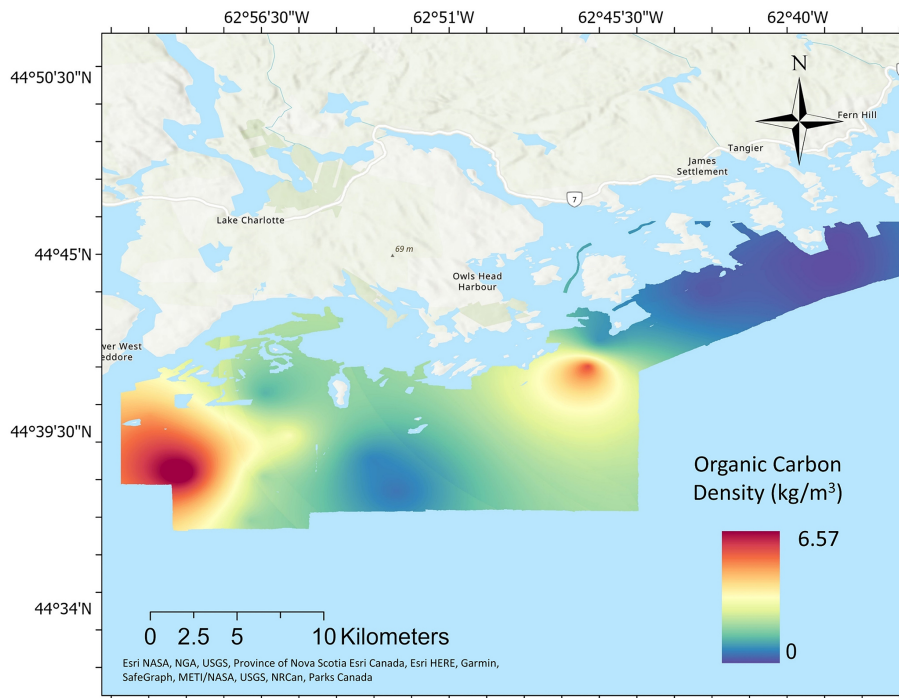 62°56'30"W 62°51'W 62°45'30"W 62°40'W
44°50'30"N
N
Fern Hill
Tangier
James
Settlement
7
Lake Charlotte
44°45'N
69 m
Owls Head
Harbour
wer West
eddore
44°39'30"N
Organic Carbon
Density (kg/m³)
6.57
0
44°34'N
0 2.5 5 10 Kilometers
Esri NASA, NGA, USGS, Province of Nova Scotia Esri Canada, Esri HERE, Garmin,
SafeGraph, METI/NASA, USGS, NRCan, Parks Canada